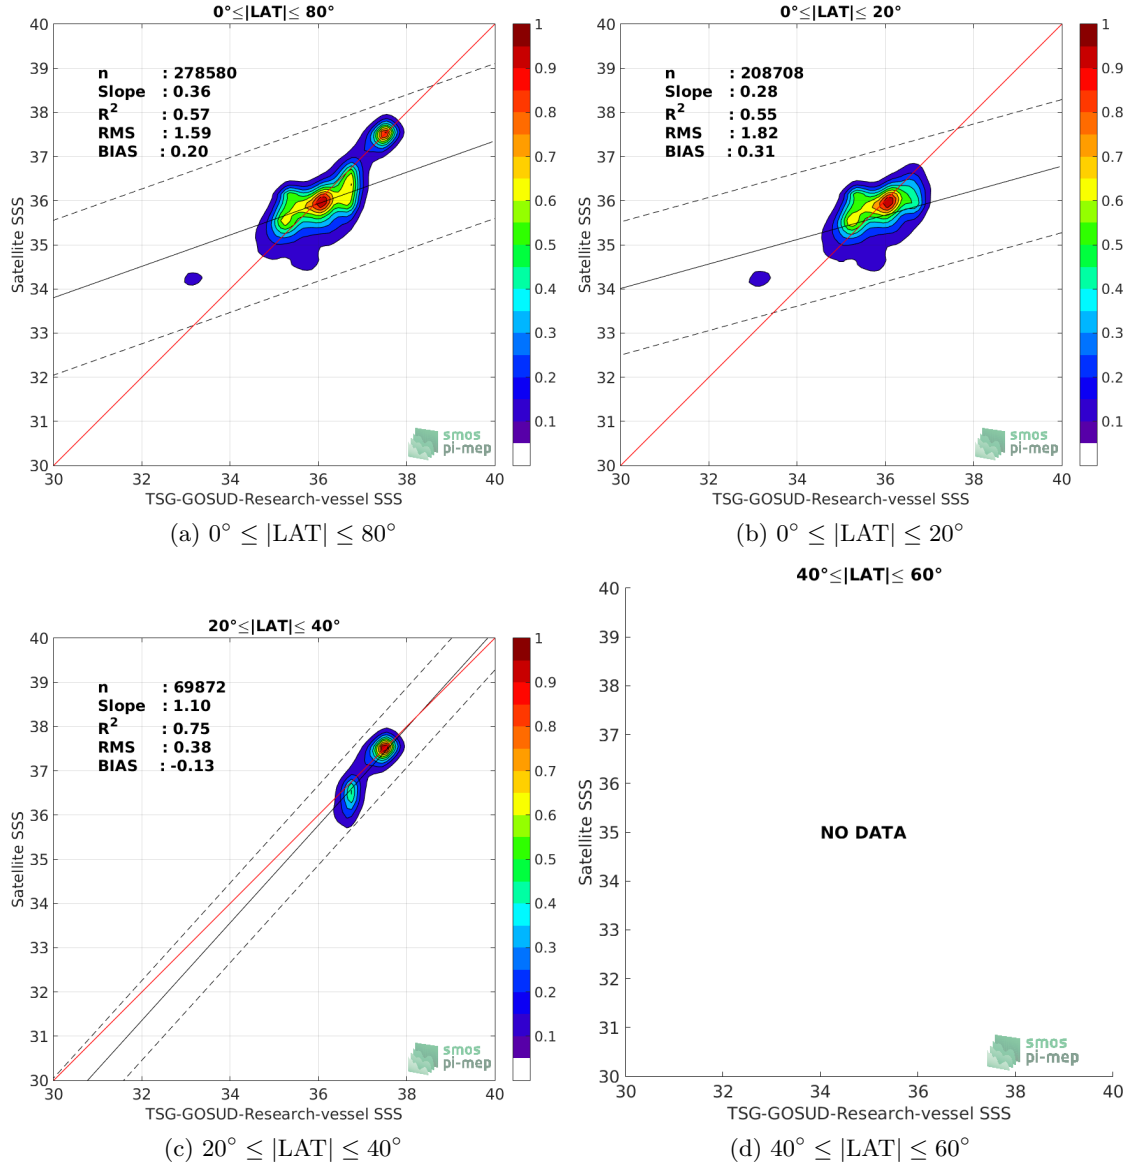 0°≤|LAT|≤ 80°
n : 278580
Slope : 0.36
R2 : 0.57
RMS : 1.59
BIAS : 0.20
40
39
38
37
36
35
34
33
32
31
30
Satellite SSS
30 32 34 36 38 40
TSG-GOSUD-Research-vessel SSS
1
0.9
0.8
0.7
0.6
0.5
0.4
0.3
0.2
0.1
smos
pi-mep
(a) 0° ≤ |LAT| ≤ 80°
0°≤|LAT|≤ 20°
n : 208708
Slope : 0.28
R2 : 0.55
RMS : 1.82
BIAS : 0.31
40
39
38
37
36
35
34
33
32
31
30
Satellite SSS
30 32 34 36 38 40
TSG-GOSUD-Research-vessel SSS
1
0.9
0.8
0.7
0.6
0.5
0.4
0.3
0.2
0.1
smos
pi-mep
(b) 0° ≤ |LAT| ≤ 20°
20°≤|LAT|≤ 40°
n : 69872
Slope : 1.10
R2 : 0.75
RMS : 0.38
BIAS : -0.13
40
39
38
37
36
35
34
33
32
31
30
Satellite SSS
30 32 34 36 38 40
TSG-GOSUD-Research-vessel SSS
1
0.9
0.8
0.7
0.6
0.5
0.4
0.3
0.2
0.1
smos
pi-mep
(c) 20° ≤ |LAT| ≤ 40°
40°≤|LAT|≤ 60°
40
39
38
37
36
35
34
33
32
31
30
Satellite SSS
NO DATA
30 32 34 36 38 40
TSG-GOSUD-Research-vessel SSS
smos
pi-mep
(d) 40° ≤ |LAT| ≤ 60°